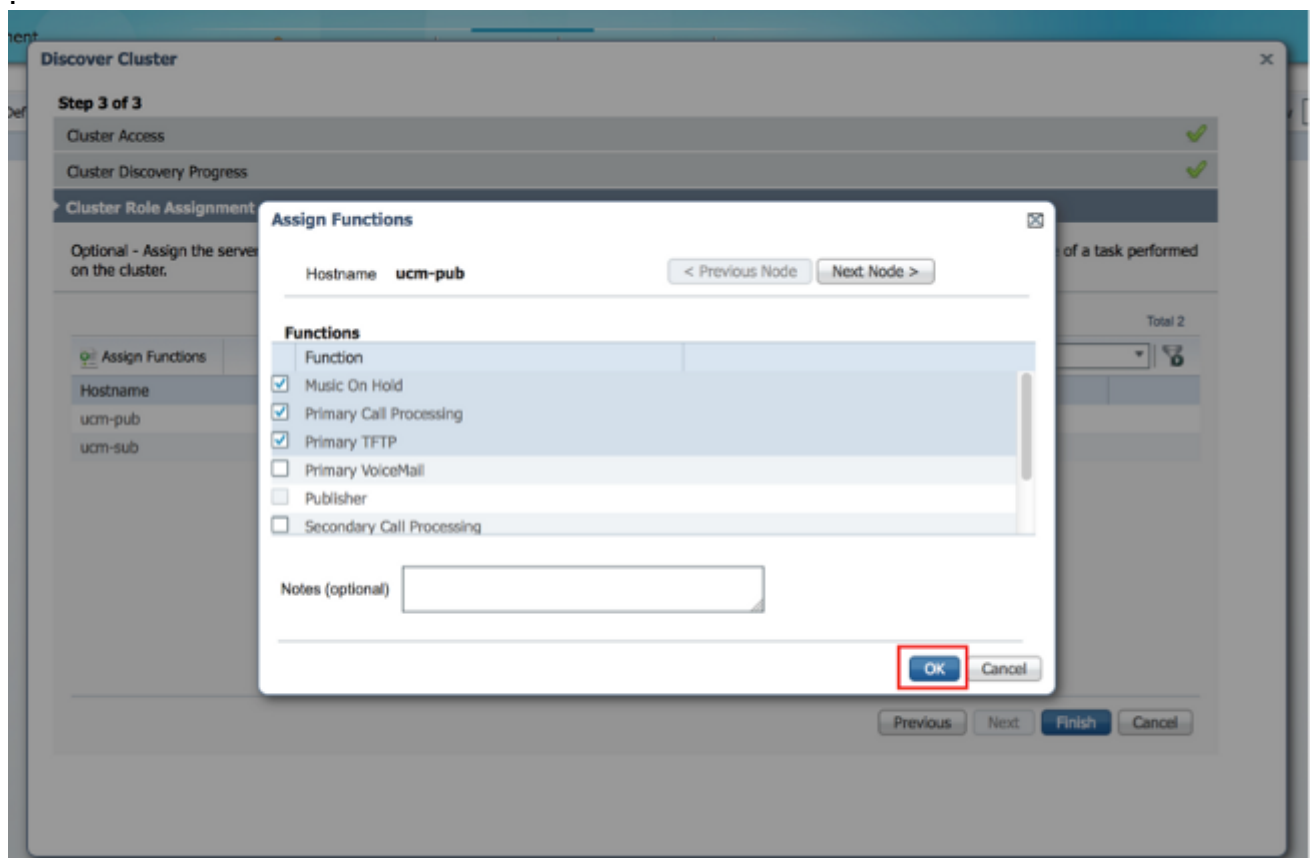 .
ment
Discover Cluster
Step 3 of 3
Def
Cluster Access
Cluster Discovery Progress
Cluster Role Assignment
Optional - Assign the server
of a task performed
on the cluster.
Assign Functions
Hostname ucm-pub
< Previous Node Next Node >
Functions
Function
Music On Hold
Primary Call Processing
Primary TFTP
Primary VoiceMail
Publisher
Secondary Call Processing
Notes (optional)
OK Cancel
Total 2
Assign Functions
Hostname
ucm-pub
ucm-sub
Previous Next Finish Cancel